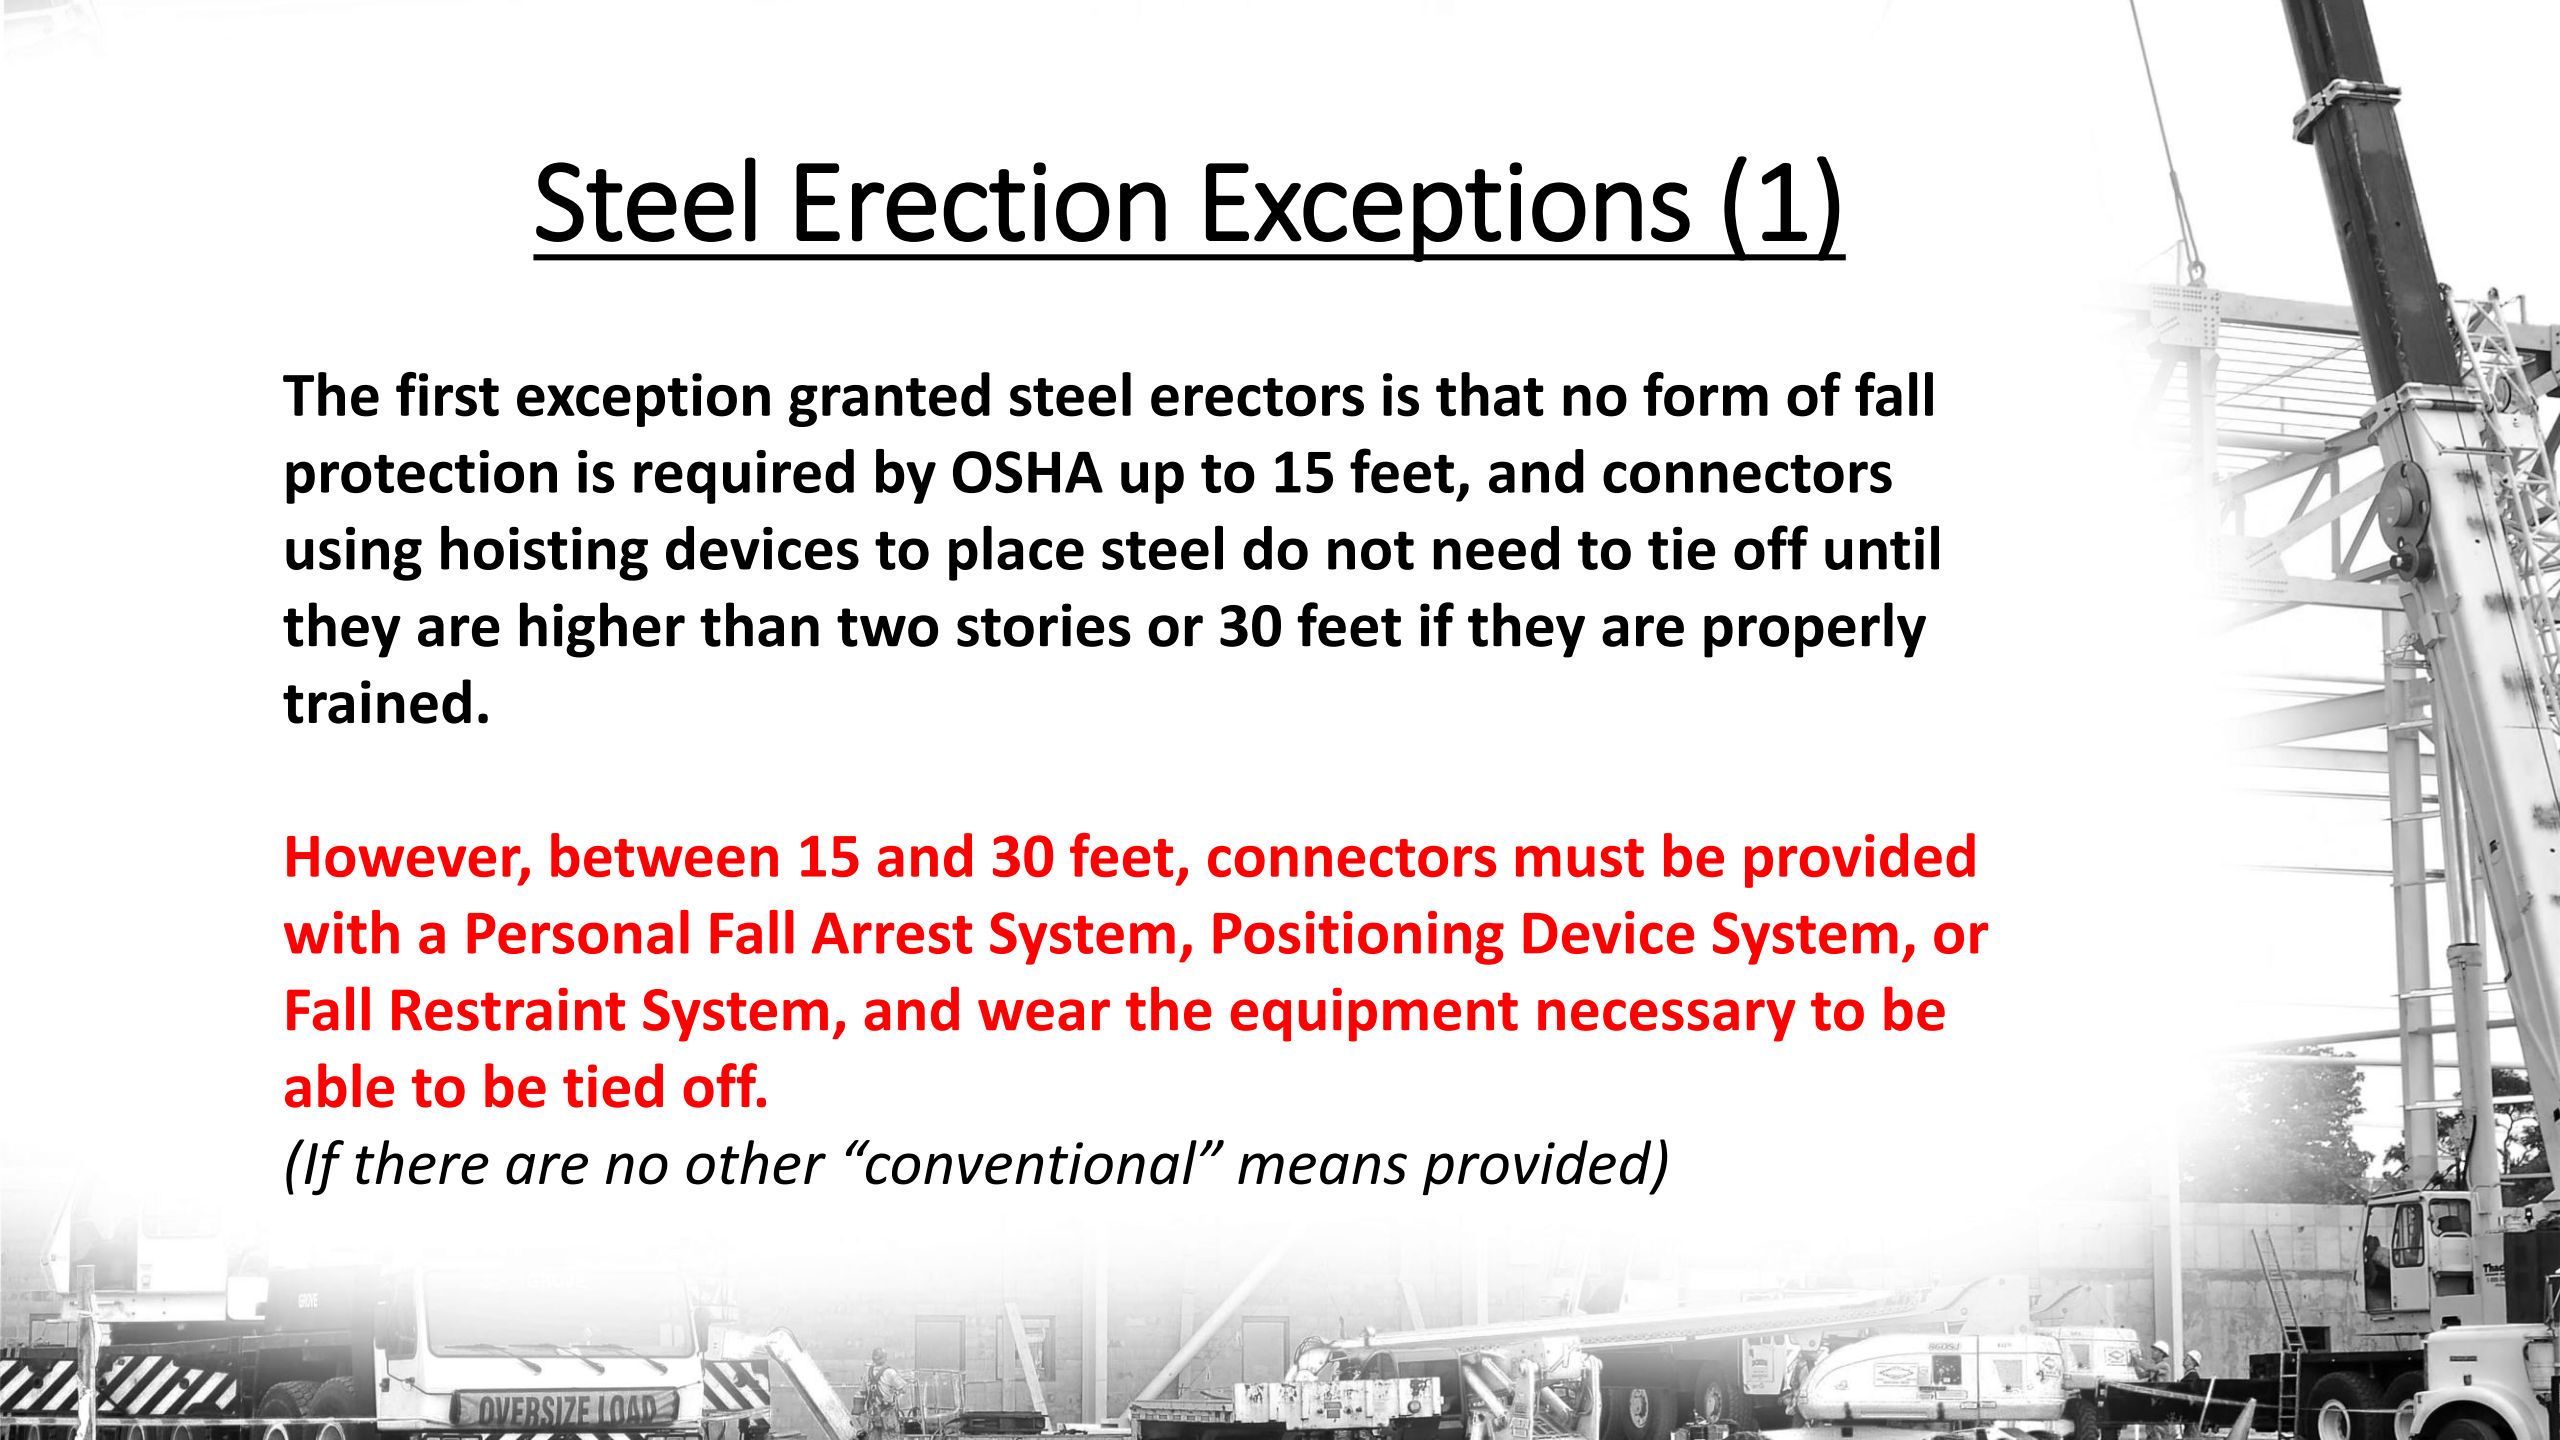 Steel Erection Exceptions (1)
The first exception granted steel erectors is that no form of fall
protection is required by OSHA up to 15 feet, and connectors
using hoisting devices to place steel do not need to tie off until
they are higher than two stories or 30 feet if they are properly
trained.
However, between 15 and 30 feet, connectors must be provided
with a Personal Fall Arrest System, Positioning Device System, or
Fall Restraint System, and wear the equipment necessary to be
able to be tied off.
(If there are no other “conventional” means provided)
GROVE
OVERSIZE LOAD